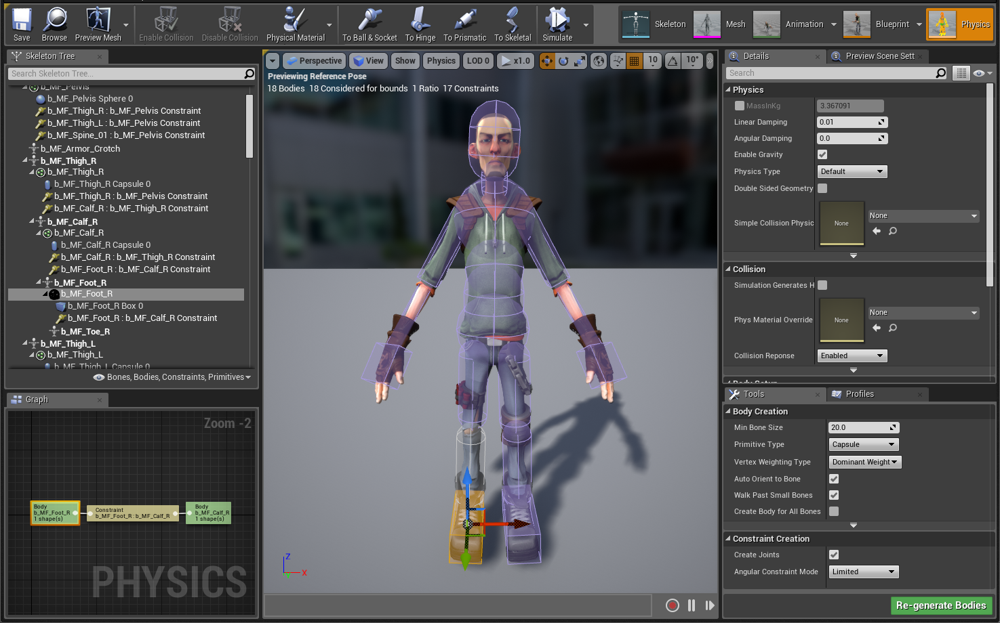 Save
Browse
Preview Mesh
Enable Collision
Disable Collision
Physical Material
To Ball & Socket
To Hinge
To Prismatic
To Skeletal
Simulate
Skeleton
Mesh
Animation
Blueprint
Physics
Skeleton Tree
Search Skeleton Tree...
b_MF_Pelvis
b_MF_Pelvis Sphere 0
b_MF_Thigh_R : b_MF_Pelvis Constraint
b_MF_Thigh_L : b_MF_Pelvis Constraint
b_MF_Spine_01 : b_MF_Pelvis Constraint
b_MF_Armor_Crotch
b_MF_Thigh_R
b_MF_Thigh_R
b_MF_Thigh_R Capsule 0
b_MF_Thigh_R : b_MF_Pelvis Constraint
b_MF_Calf_R : b_MF_Thigh_R Constraint
b_MF_Calf_R
b_MF_Calf_R
b_MF_Calf_R Capsule 0
b_MF_Calf_R : b_MF_Thigh_R Constraint
b_MF_Foot_R : b_MF_Calf_R Constraint
b_MF_Foot_R
b_MF_Foot_R
b_MF_Foot_R Box 0
b_MF_Foot_R : b_MF_Calf_R Constraint
b_MF_Toe_R
b_MF_Thigh_L
b_MF_Thigh_L
b_MF_Thigh_L Capsule 0
Bones, Bodies, Constraints, Primitives
Graph
Zoom -2
Body
b_MF_Foot_R
1 shape(s)
Constraint
b_MF_Foot_R : b_MF_Calf_R
Body
b_MF_Calf_R
1 shape(s)
PHYSICS
Perspective
View
Show
Physics
LOD 0
x1.0
10
10°
Previewing Reference Pose
18 Bodies 18 Considered for bounds 1 Ratio 17 Constraints
Z
X
Y
Details
Preview Scene Sett
Search
Physics
MassInKg
3.367091
Linear Damping
0.01
Angular Damping
0.0
Enable Gravity
Physics Type
Default
Double Sided Geometry
Simple Collision Physic
None
None
Collision
Simulation Generates H
Phys Material Override
None
None
Collision Reponse
Enabled
Body Setup
Tools
Profiles
Body Creation
Min Bone Size
20.0
Primitive Type
Capsule
Vertex Weighting Type
Dominant Weight
Auto Orient to Bone
Walk Past Small Bones
Create Body for All Bones
Constraint Creation
Create Joints
Angular Constraint Mode
Limited
Re-generate Bodies